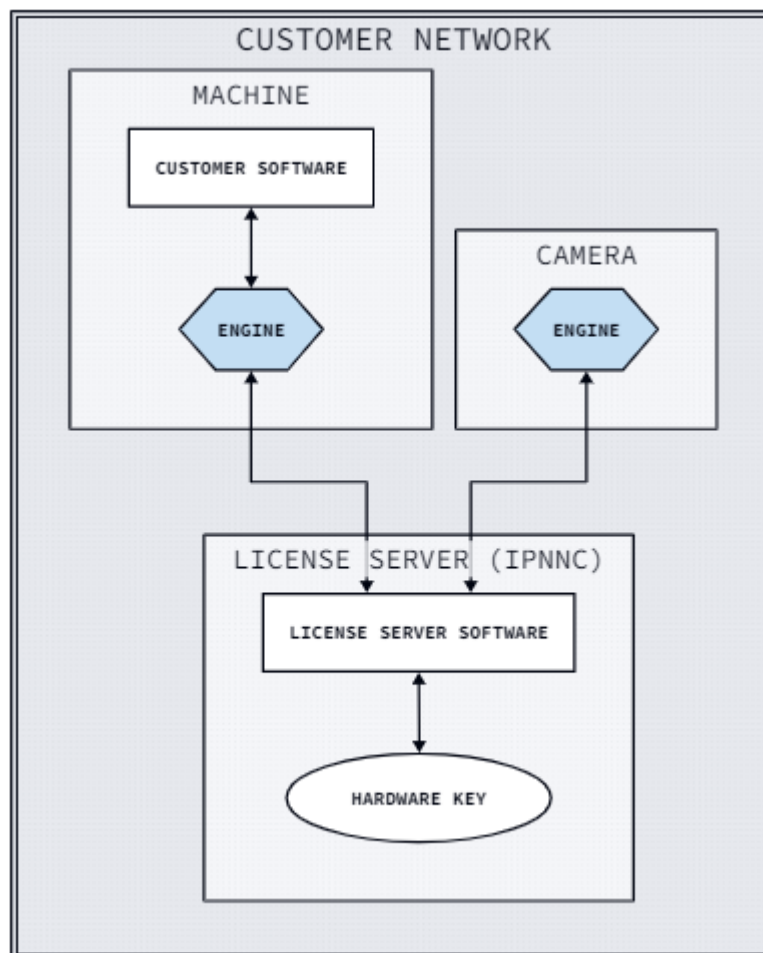 CUSTOMER NETWORK
MACHINE
CUSTOMER SOFTWARE
ENGINE
CAMERA
ENGINE
LICENSE SERVER (IPNNC)
LICENSE SERVER SOFTWARE
HARDWARE KEY